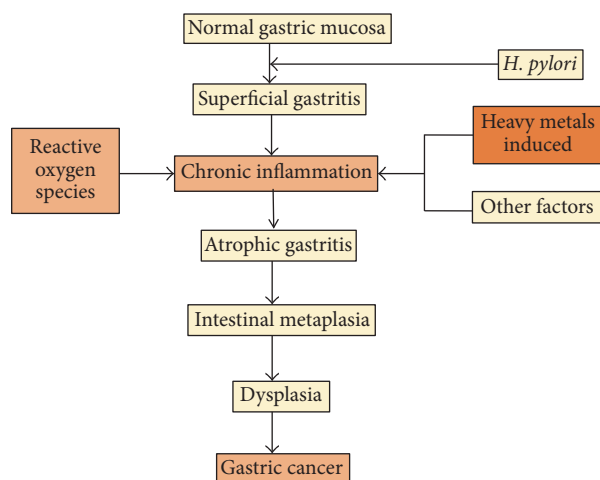 Normal gastric mucosa
H. pylori
Superficial gastritis
Heavy metals
induced
Reactive
oxygen
species
Chronic inflammation
Other factors
Atrophic gastritis
Intestinal metaplasia
Dysplasia
Gastric cancer